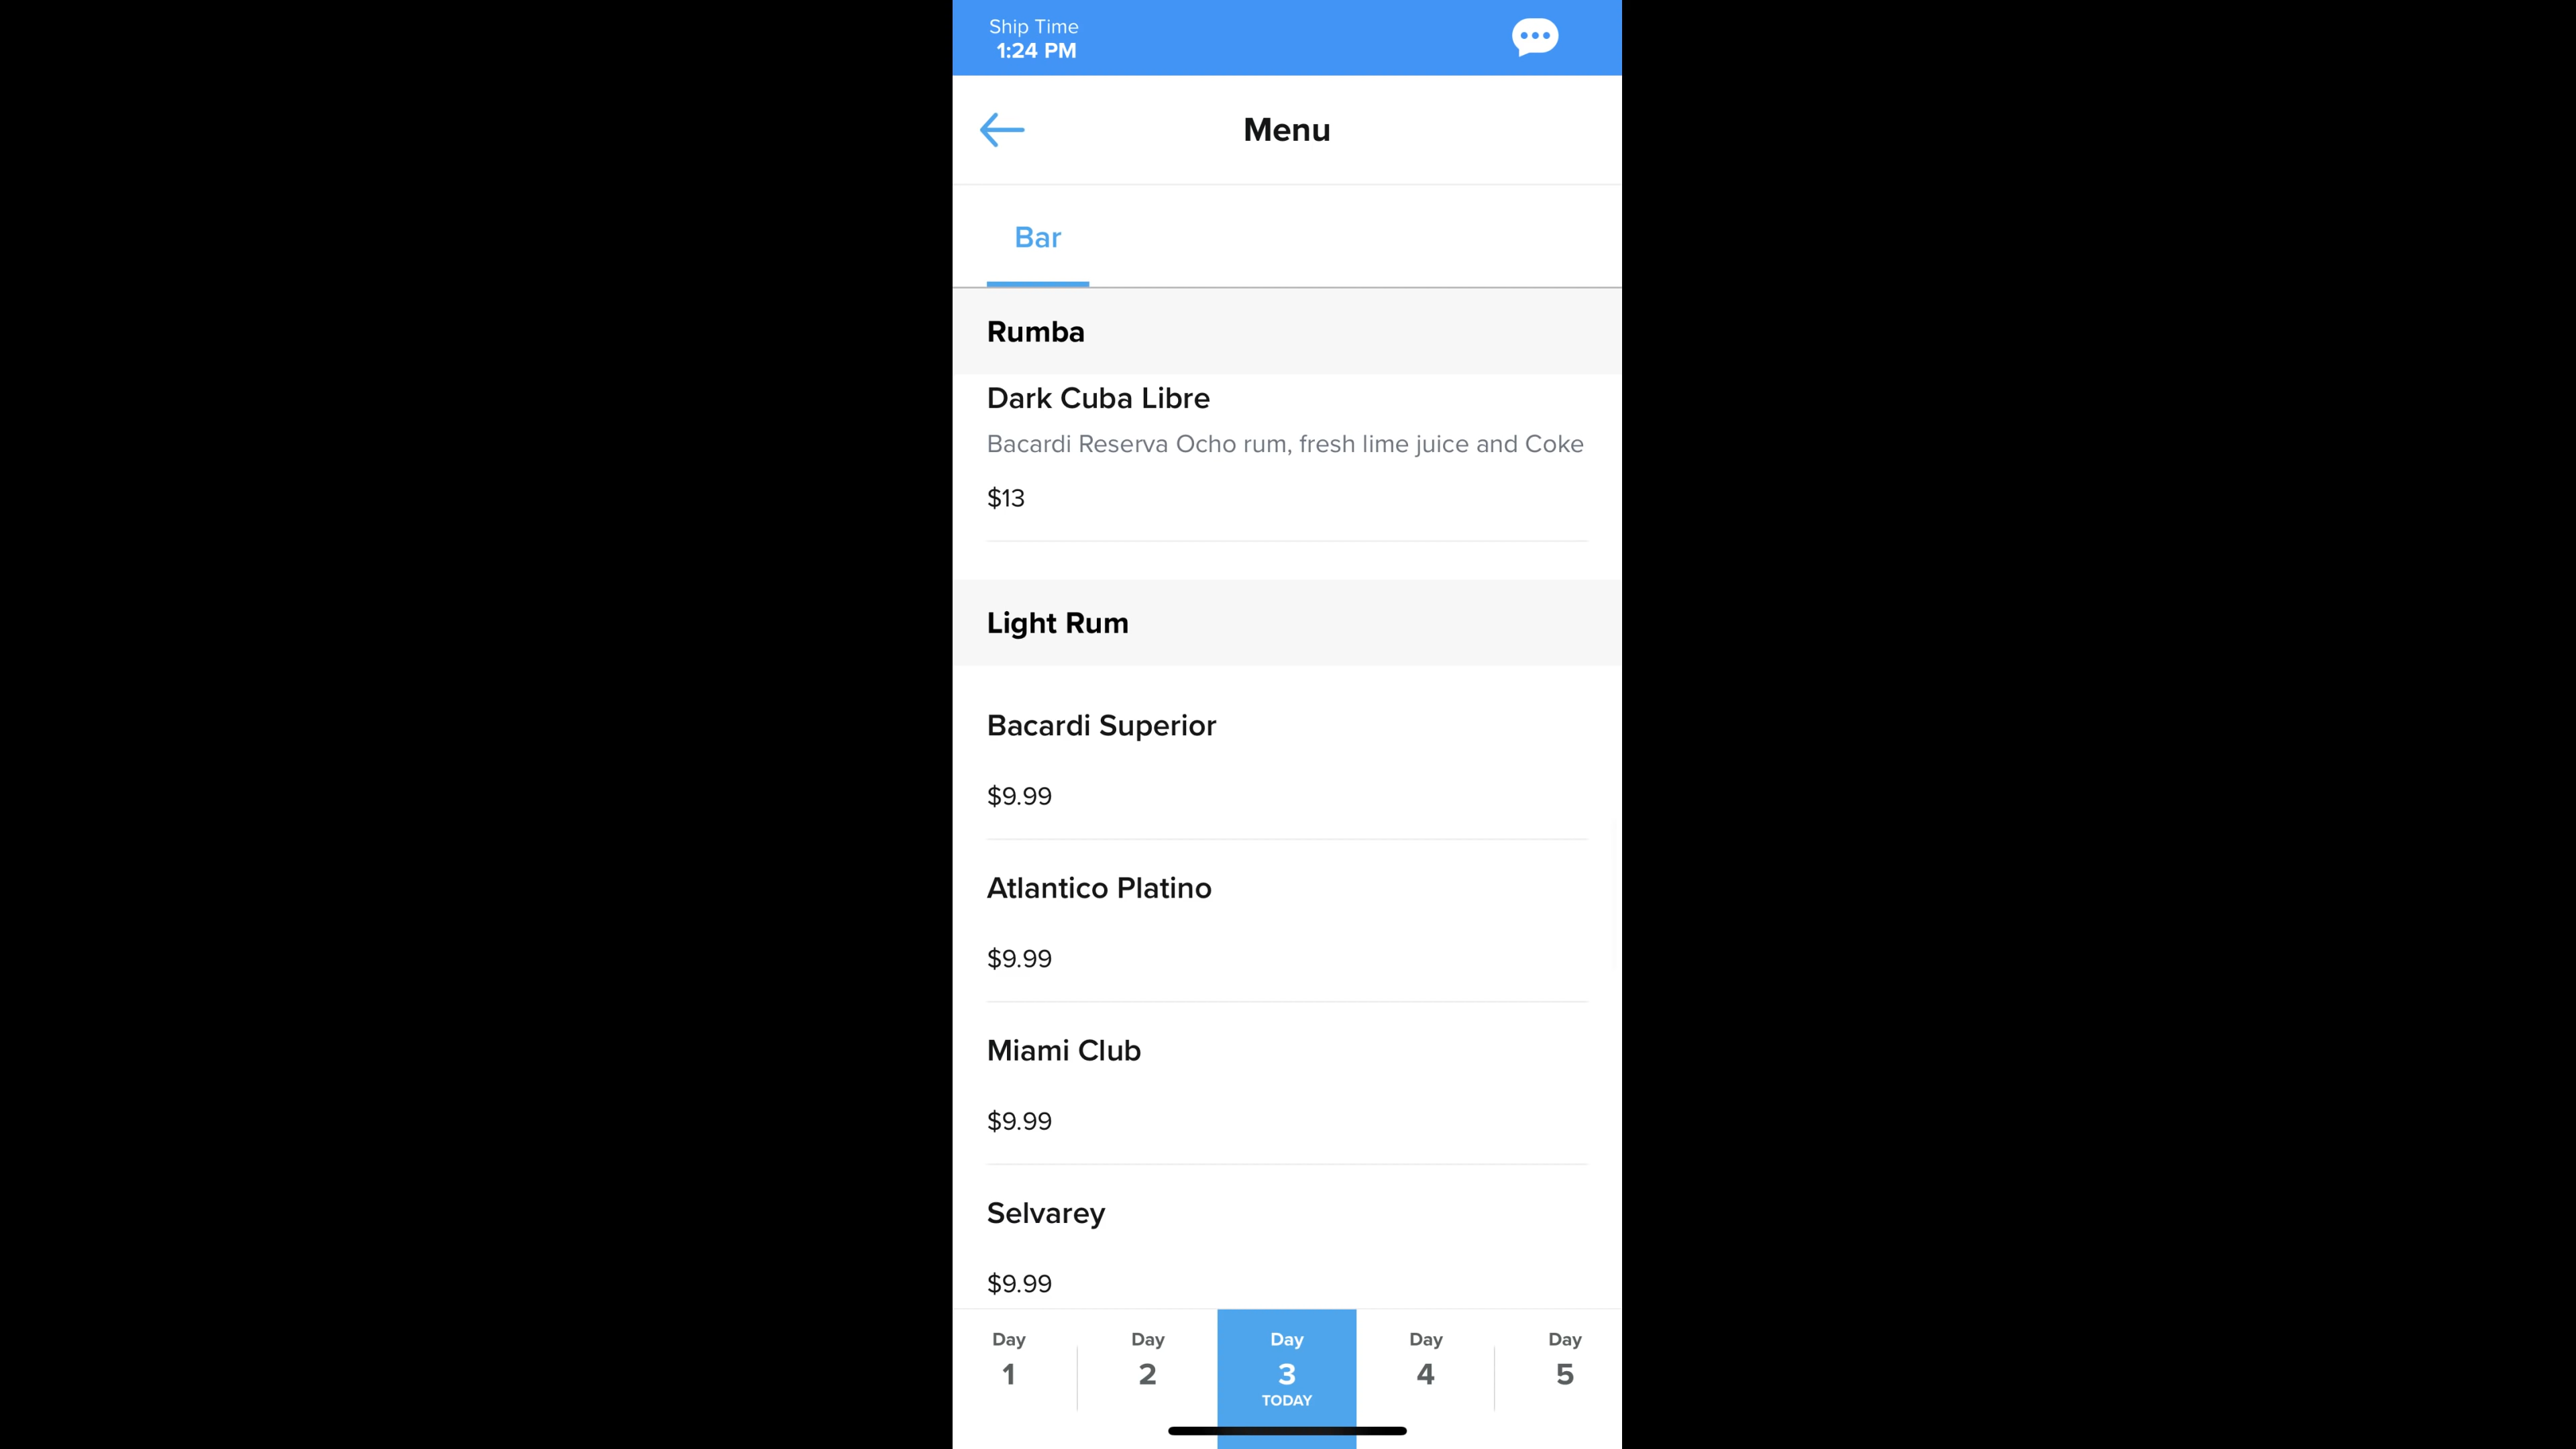 Ship Time
1:24 PM
Menu
Bar
Rumba
Dark Cuba Libre
Bacardi Reserva Ocho rum, fresh lime juice and Coke
$13
Light Rum
Bacardi Superior
$9.99
Atlantico Platino
$9.99
Miami Club
$9.99
Selvarey
$9.99
Day Day Day Day Day
1 2 3 4 5
TODAY